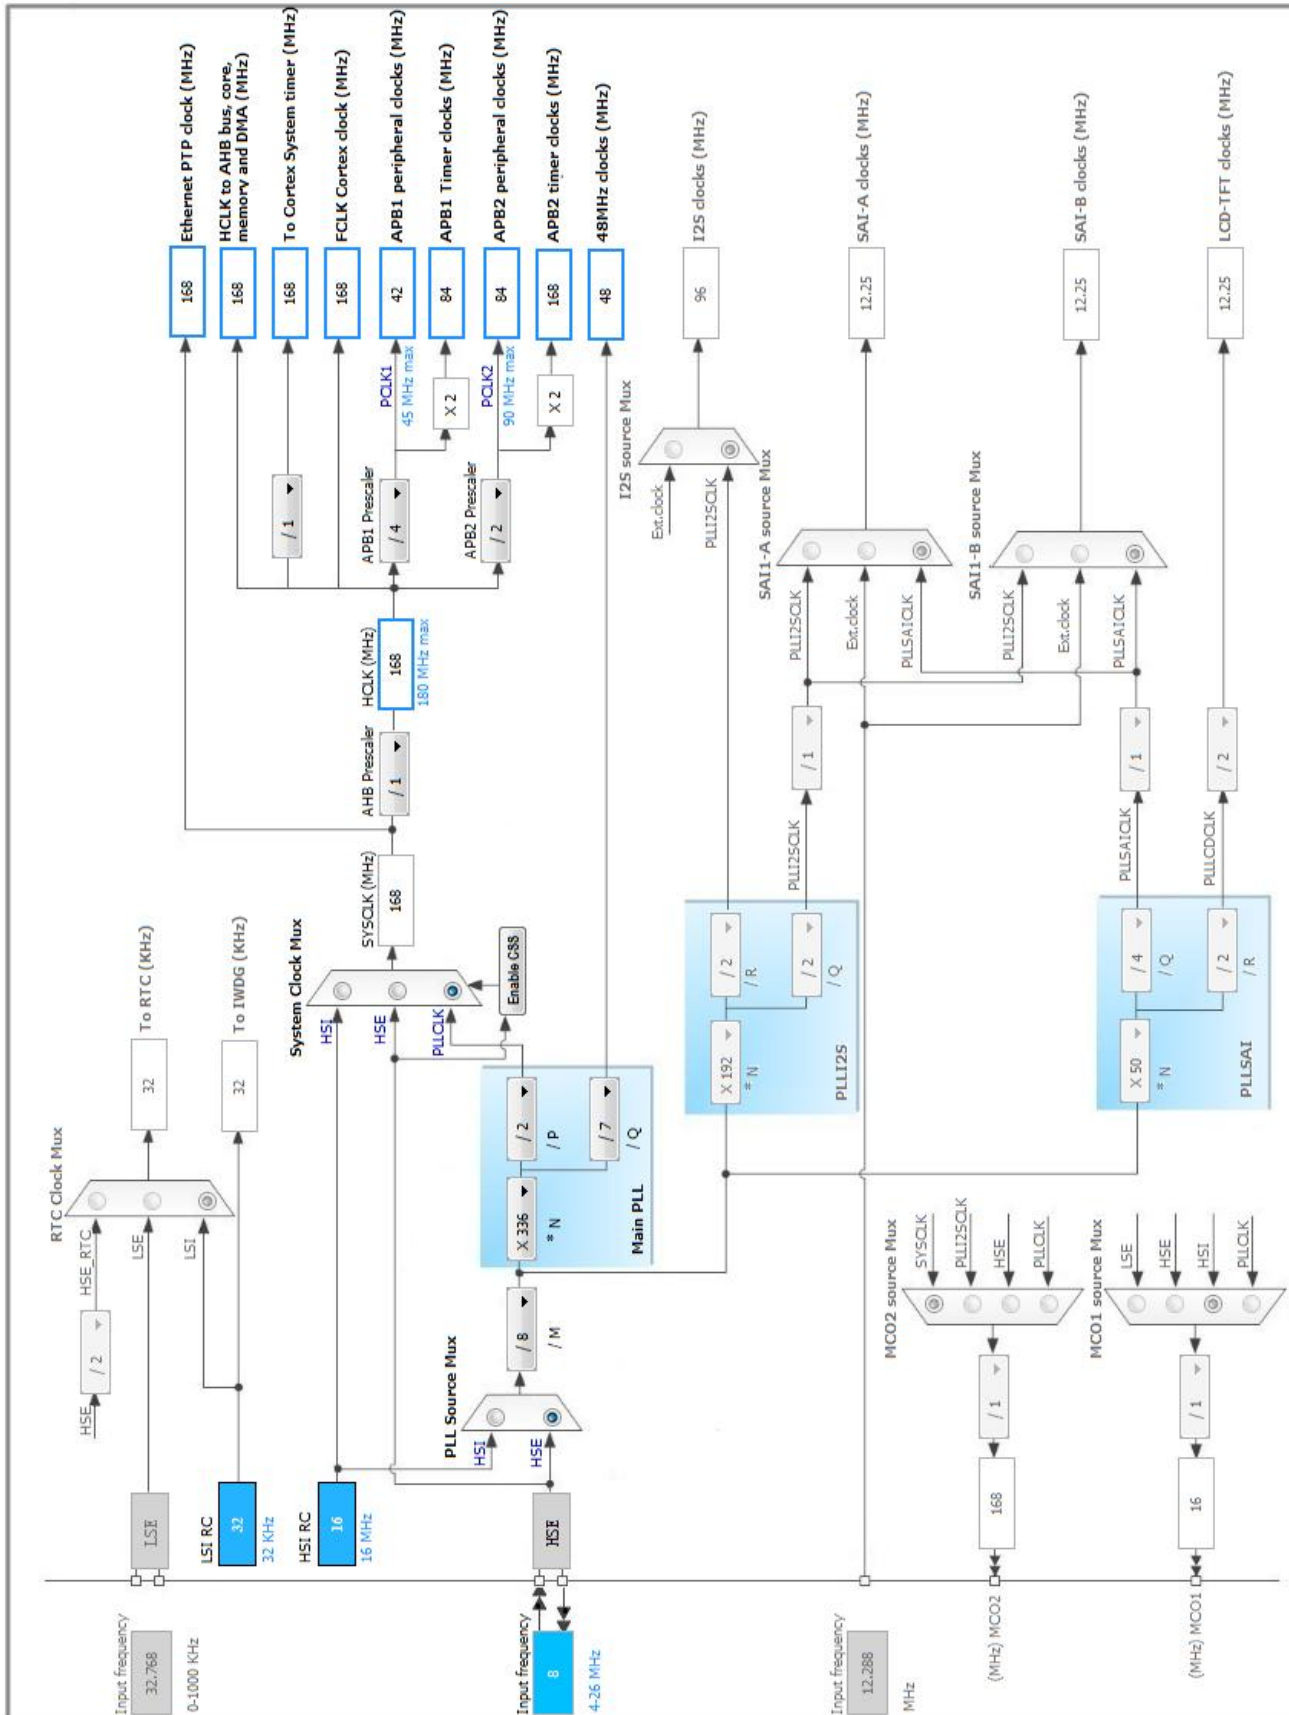 Input frequency
32.768
0-1000 KHz
LSE
LSI RC
32
32 KHz
HSI RC
16
16 MHz
Input frequency
8
4-26 MHz
HSE
Input frequency
12.288
MHz
HSE
/ 2
HSE_RTC
LSE
LSI
RTC Clock Mux
32
To RTC (KHz)
32
To IWDG (KHz)
PLL Source Mux
HSI
HSE
/ 8
/ M
X 336
* N
/ 2
/ P
/ 7
/ Q
Main PLL
System Clock Mux
HSI
HSE
PLLCLK
Enable CSS
SYSCLK (MHz)
168
AHB Prescaler
/ 1
HCLK (MHz)
168
180 MHz max
/ 1
APB1 Prescaler
/ 4
PCLK1
45 MHz max
X 2
APB2 Prescaler
/ 2
PCLK2
90 MHz max
X 2
168
Ethernet PTP clock (MHz)
168
HCLK to AHB bus, core,
memory and DMA (MHz)
168
To Cortex System timer (MHz)
168
FCLK Cortex clock (MHz)
42
APB1 peripheral clocks (MHz)
84
APB1 Timer clocks (MHz)
84
APB2 peripheral clocks (MHz)
168
APB2 timer clocks (MHz)
48
48MHz clocks (MHz)
X 192
* N
/ 2
/ R
/ 2
/ Q
PLLI2S
PLLI2SCLK
/ 1
I2S source Mux
Ext.clock
PLLI2SCLK
96
I2S clocks (MHz)
SAI1-A source Mux
PLLI2SCLK
Ext.clock
PLLSAICLK
12.25
SAI-A clocks (MHz)
SAI1-B source Mux
PLLI2SCLK
Ext.clock
PLLSAICLK
12.25
SAI-B clocks (MHz)
X 50
* N
/ 4
/ Q
/ 2
/ R
PLLSAI
PLLSAICLK
/ 1
PLLLCDCLK
/ 2
12.25
LCD-TFT clocks (MHz)
MCO2 source Mux
SYSCLK
PLLI2SCLK
HSE
PLLCLK
/ 1
168
(MHz) MCO2
MCO1 source Mux
LSE
HSE
HSI
PLLCLK
/ 1
16
(MHz) MCO1